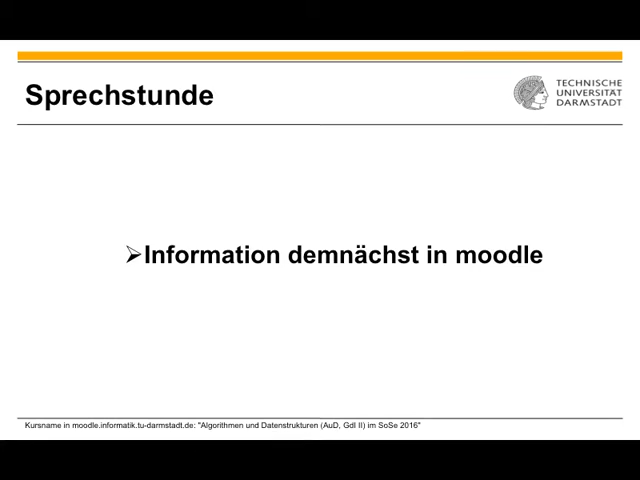 Sprechstunde
TECHNISCHE
UNIVERSITÄT
DARMSTADT
➢Information demnächst in moodle
Kursname in moodle.informatik.tu-darmstadt.de: "Algorithmen und Datenstrukturen (AuD, GdI II) im SoSe 2016"